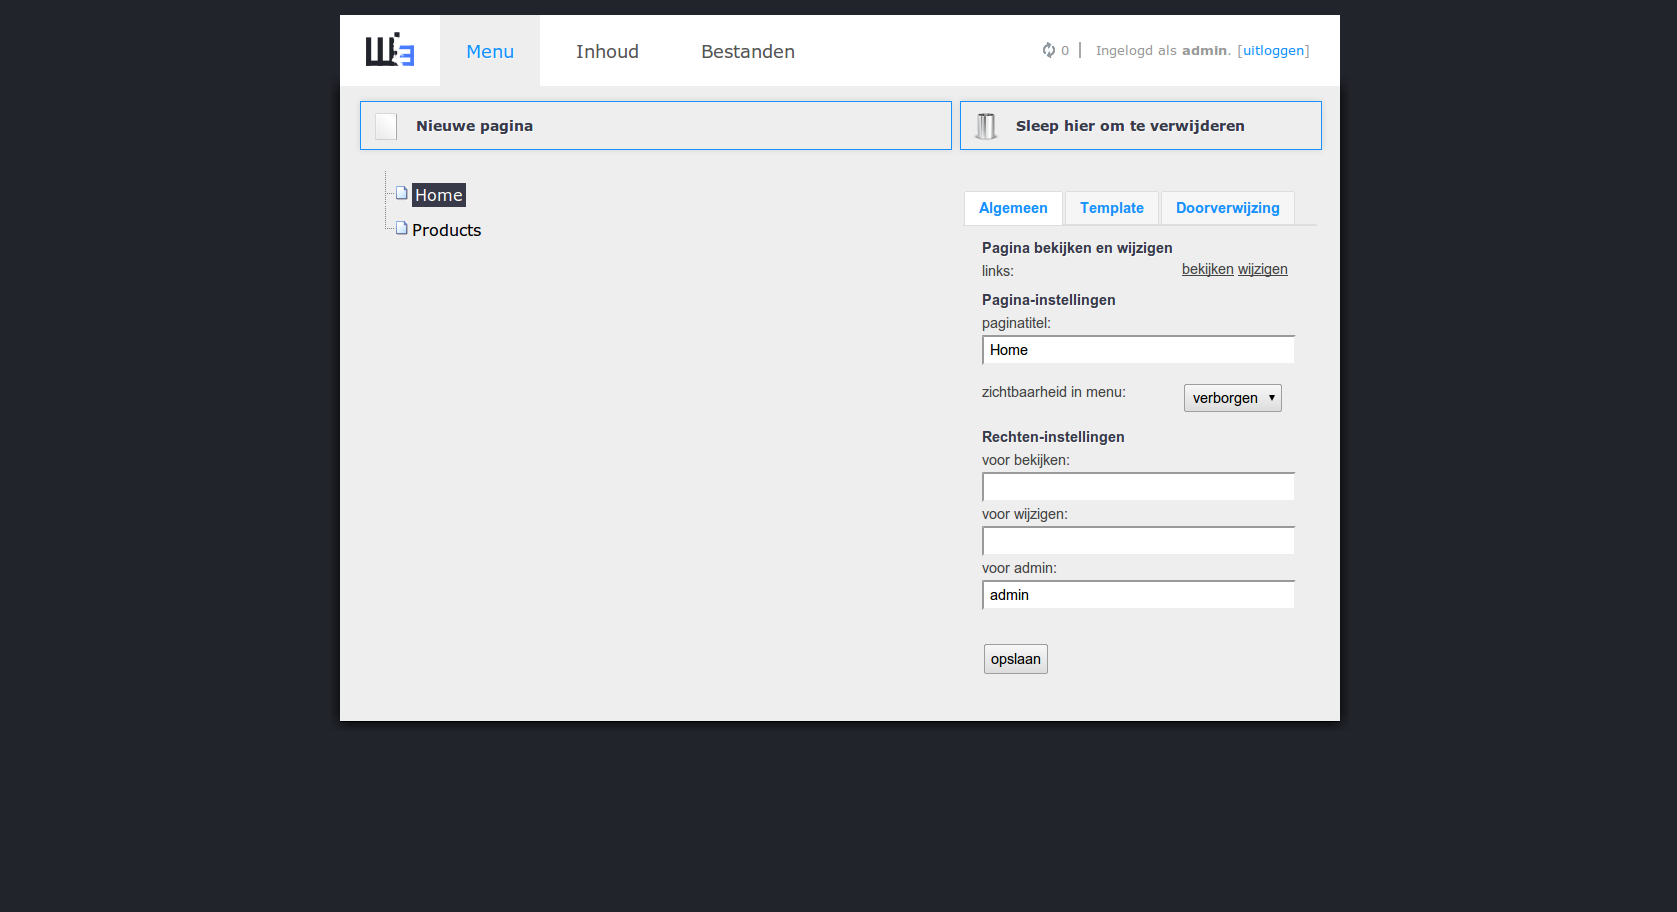 Menu
Inhoud
Bestanden
0
Ingelogd als admin. [uitloggen]
Nieuwe pagina
Sleep hier om te verwijderen
Home
Products
Algemeen
Template
Doorverwijzing
Pagina bekijken en wijzigen
links: bekijken wijzigen
Pagina-instellingen
paginatitel:
Home
zichtbaarheid in menu: verborgen
Rechten-instellingen
voor bekijken:
voor wijzigen:
voor admin:
admin
opslaan